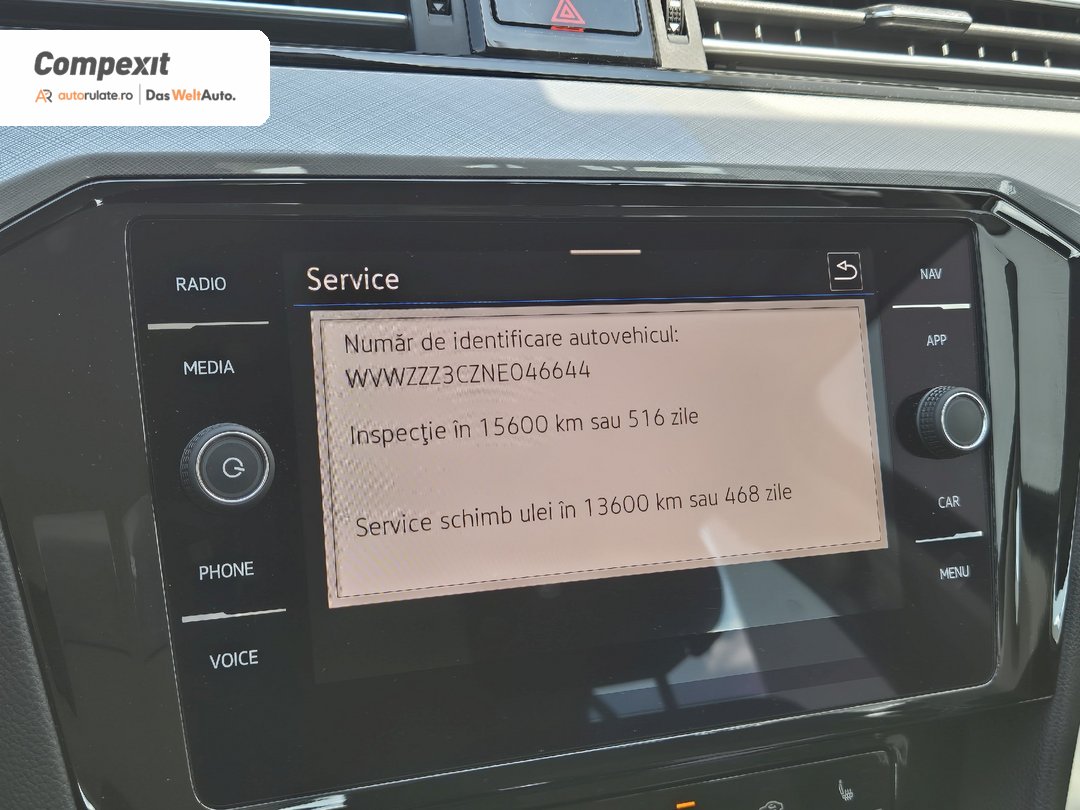 Compexit
AR autorulate.ro | Das WeltAuto.
Service
RADIO
MEDIA
PHONE
VOICE
Număr de identificare autovehicul:
WVWZZZ3CZNE046644
Inspecţie în 15600 km sau 516 zile
Service schimb ulei în 13600 km sau 468 zile
NAV
APP
CAR
MENU